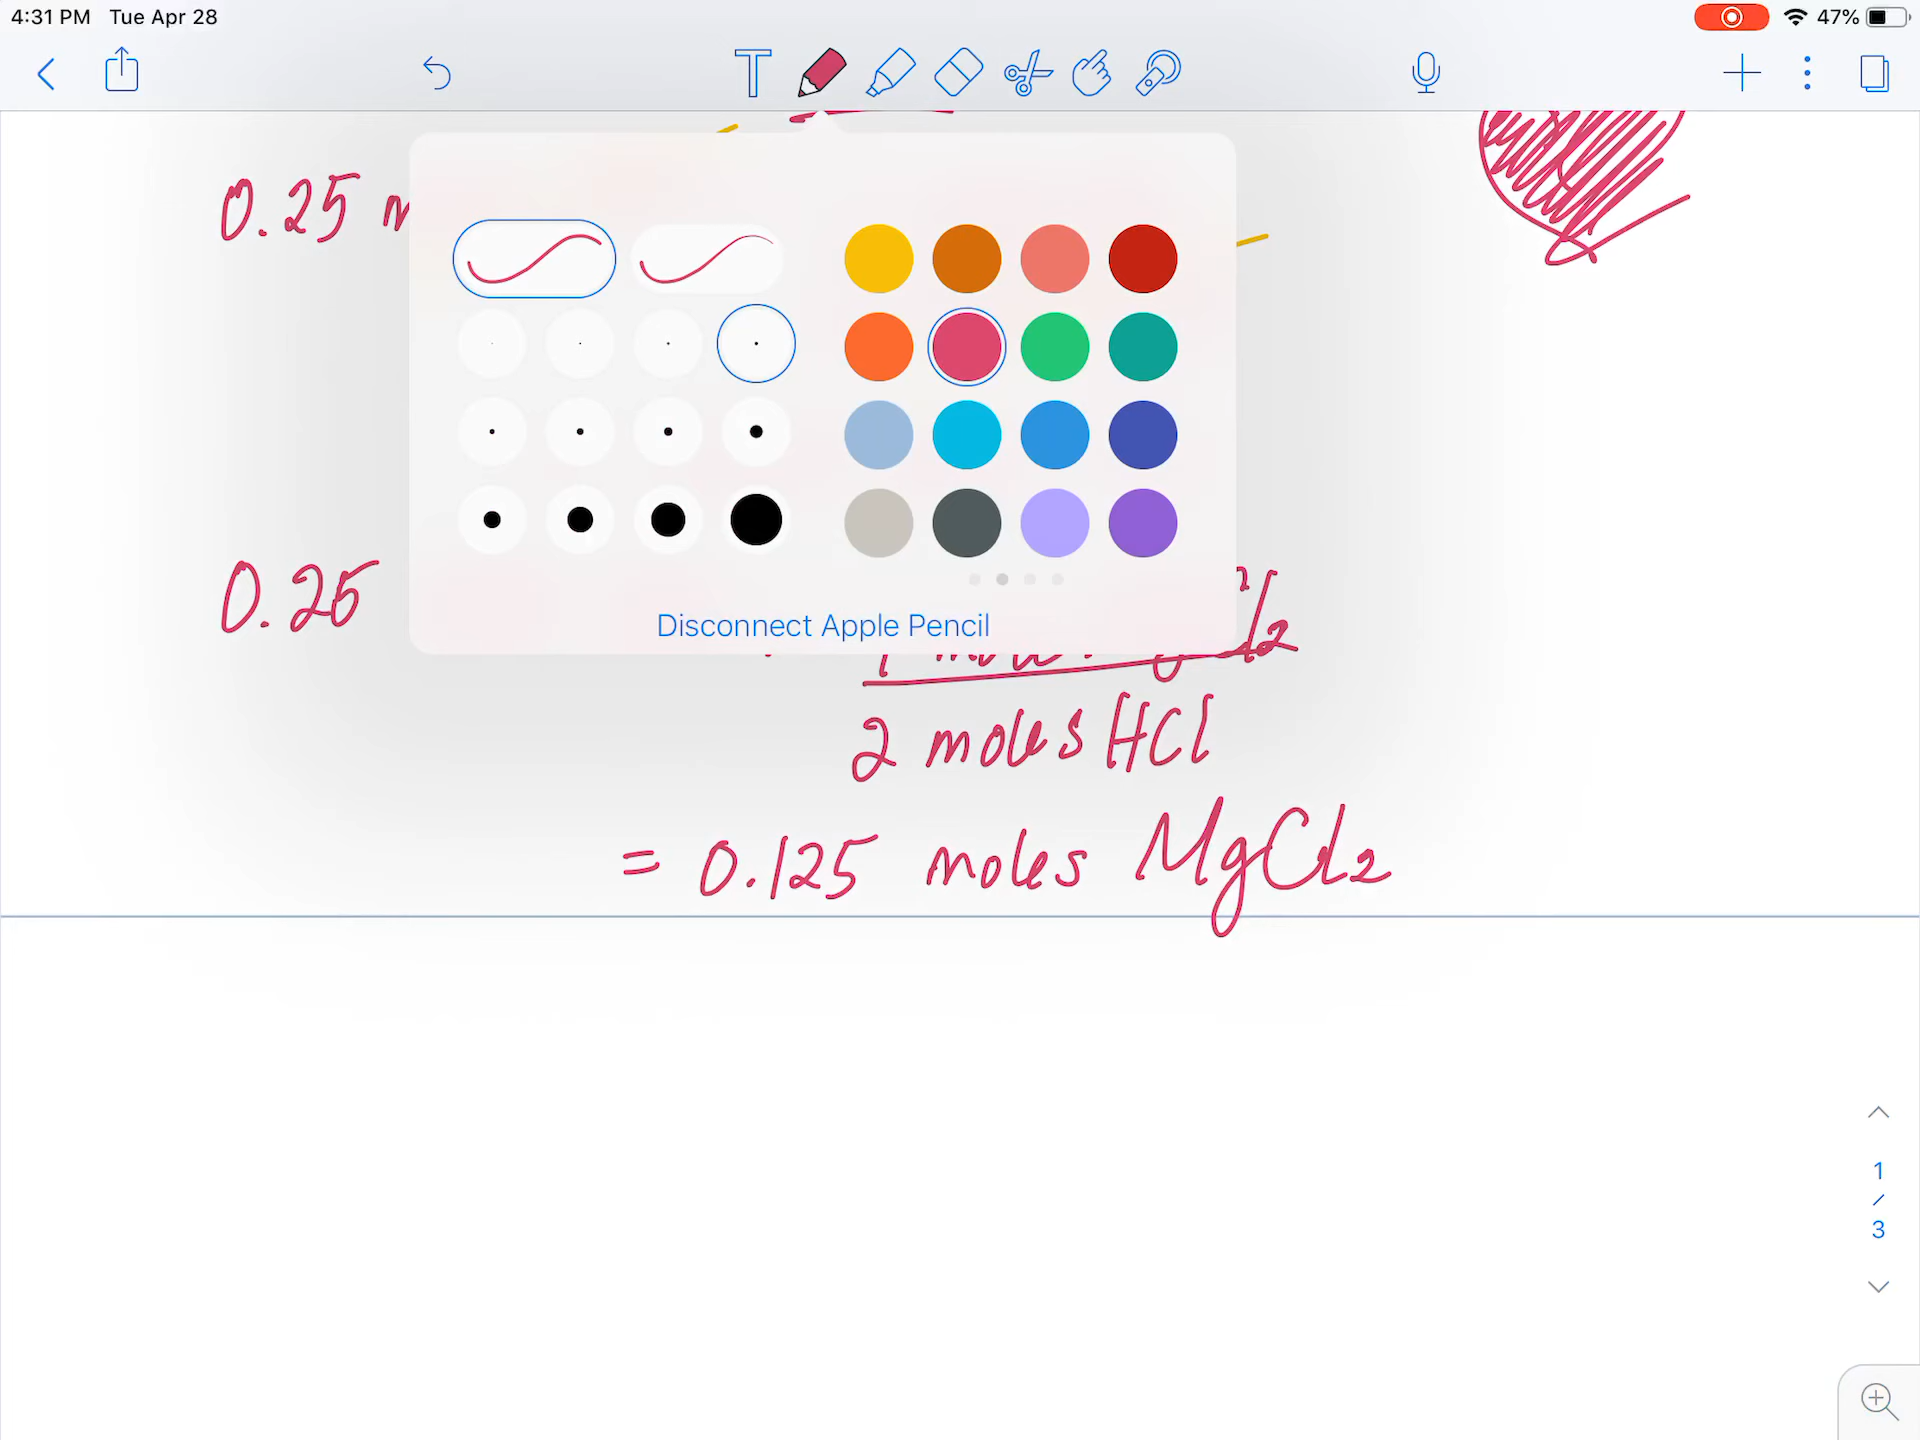 4:31 PM Tue Apr 28
47%
T
0.25
0.25
Disconnect Apple Pencil
2 moles HCl
= 0.125 moles MgCl2
1
/
3